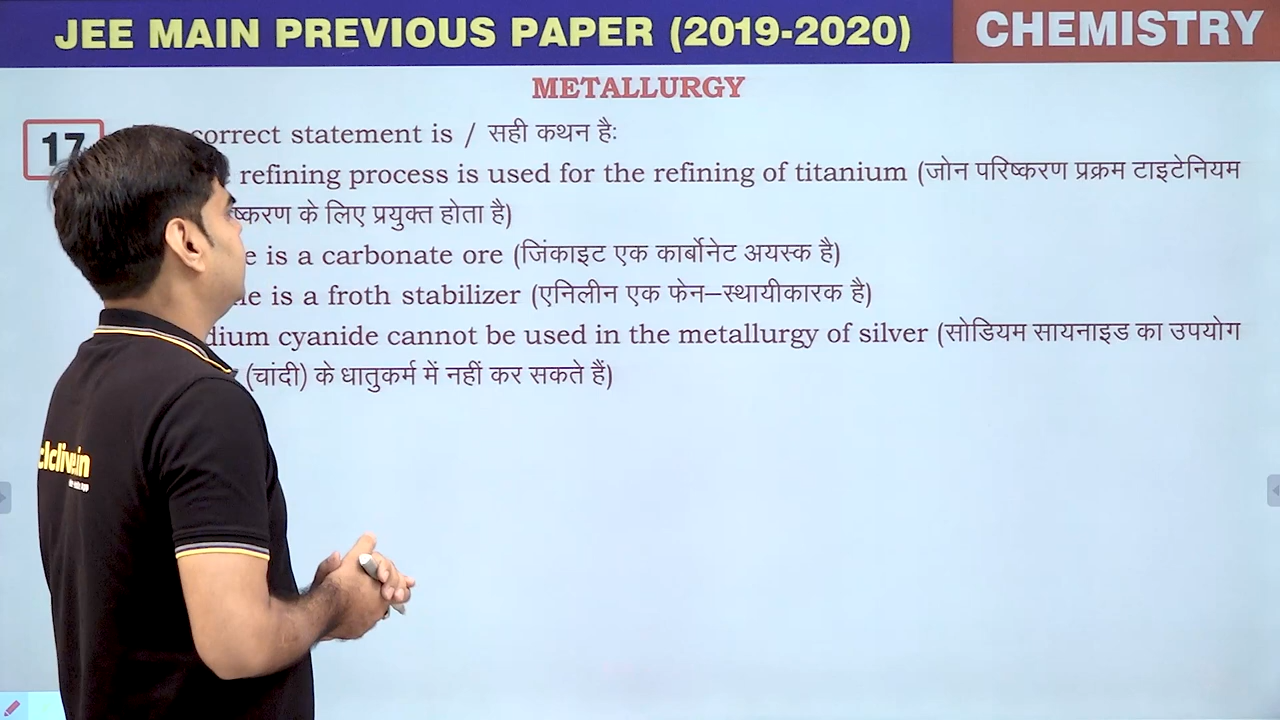 JEE MAIN PREVIOUS PAPER (2019-2020) CHEMISTRY
METALLURGY
17 correct statement is / सही कथन है:
refining process is used for the refining of titanium (जोन परिष्करण प्रक्रम टाइटेनियम
के लिए प्रयुक्त होता है)
is a carbonate ore (जिंकाइट एक कार्बोनेट अयस्क है)
is a froth stabilizer (एनिलीन एक फेन–स्थायीकारक है)
cyanide cannot be used in the metallurgy of silver (सोडियम सायनाइड का उपयोग
(चांदी) के धातुकर्म में नहीं कर सकते हैं)